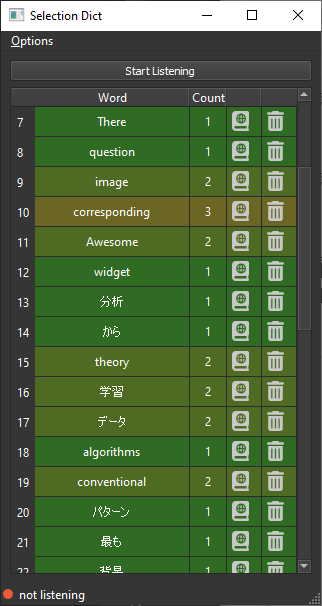 Selection Dict
Options
Start Listening
Word Count
7 There 1
8 question 1
9 image 2
10 corresponding 3
11 Awesome 2
12 widget 1
13 分析 1
14 から 1
15 theory 2
16 学習 2
17 データ 2
18 algorithms 1
19 conventional 2
20 パターン 1
21 最も 1
22 背景 1
not listening